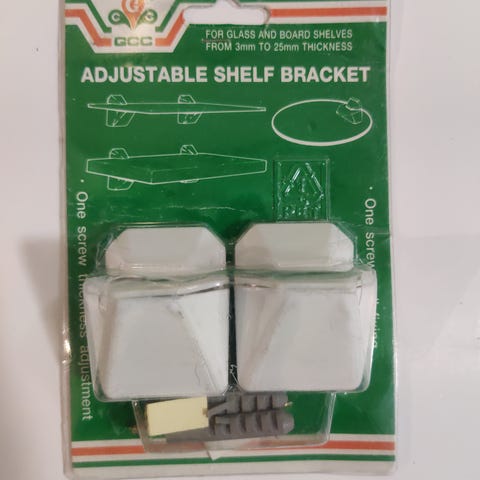 GCC
FOR GLASS AND BOARD SHELVES
FROM 3mm TO 25mm THICKNESS
ADJUSTABLE SHELF BRACKET
· One screw thickness adjustment
· One screw fixing